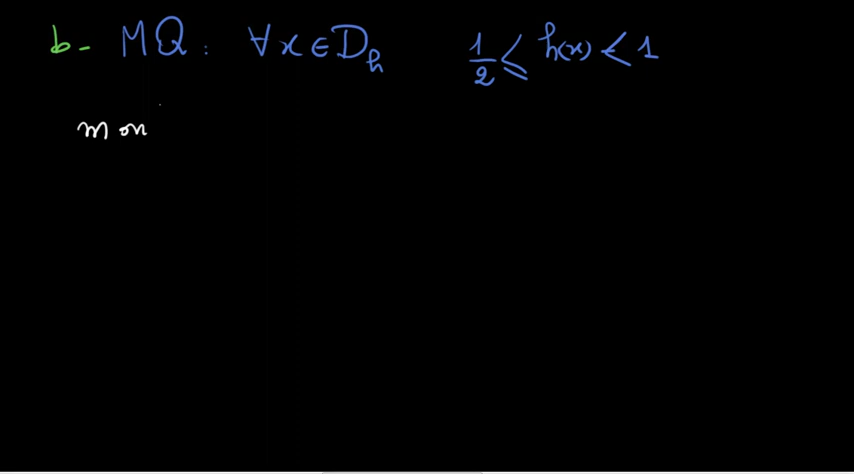 b- MQ : ∀x ∈ D_h 1/2 ≤ h(x) < 1
m on